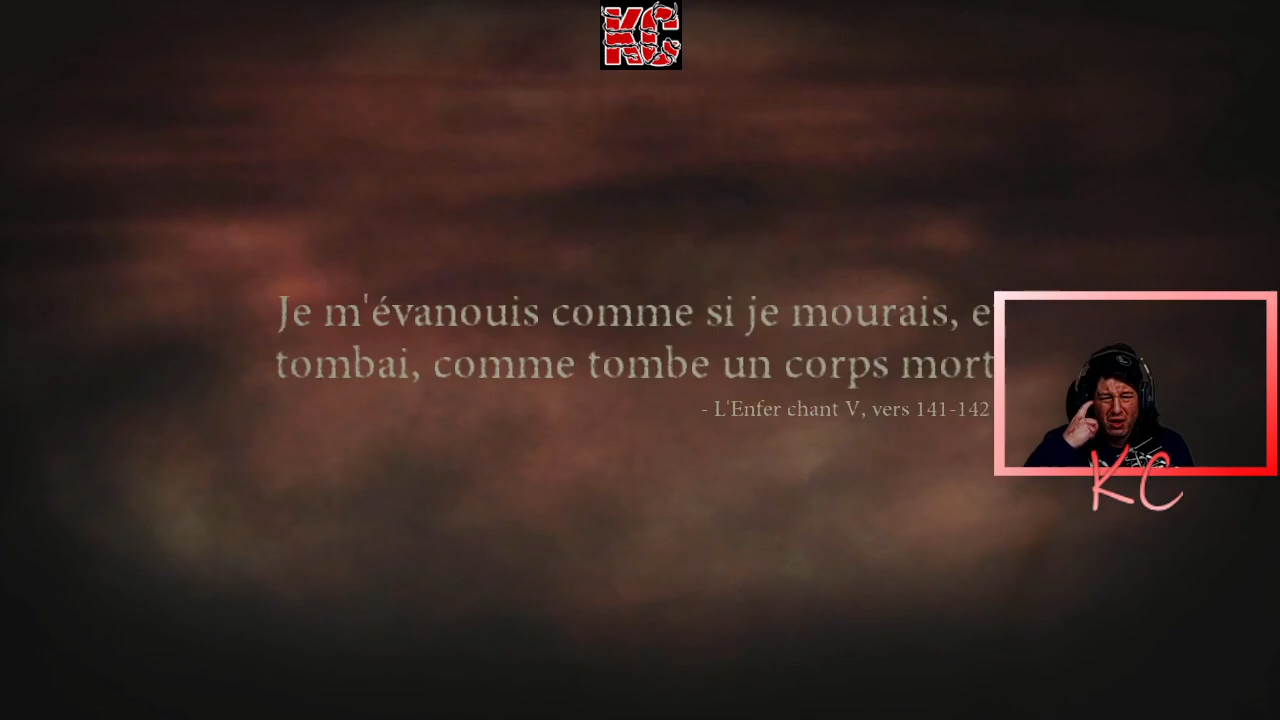 KC
Je m'évanouis comme si je mourais, e
tombai, comme tombe un corps mort
- L'Enfer chant V, vers 141-142
KC